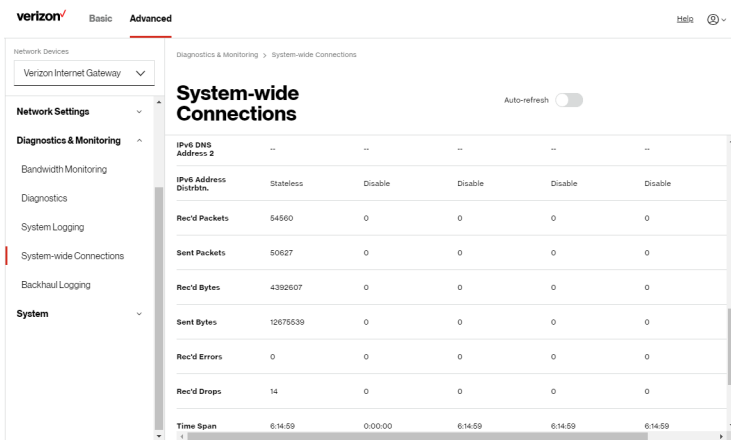 verizon✓ Basic Advanced Help
Network Devices
Verizon Internet Gateway
Network Settings
Diagnostics & Monitoring
Bandwidth Monitoring
Diagnostics
System Logging
System-wide Connections
Backhaul Logging
System
Diagnostics & Monitoring > System-wide Connections
System-wide
Connections
Auto-refresh
IPv6 DNS
Address 2 -- -- -- -- --
IPv6 Address
Distrbtn. Stateless Disable Disable Disable Disable
Rec'd Packets 54560 0 0 0 0
Sent Packets 50627 0 0 0 0
Rec'd Bytes 4392607 0 0 0 0
Sent Bytes 12675539 0 0 0 0
Rec'd Errors 0 0 0 0 0
Rec'd Drops 14 0 0 0 0
Time Span 6:14:59 0:00:00 6:14:59 6:14:59 6:14:59